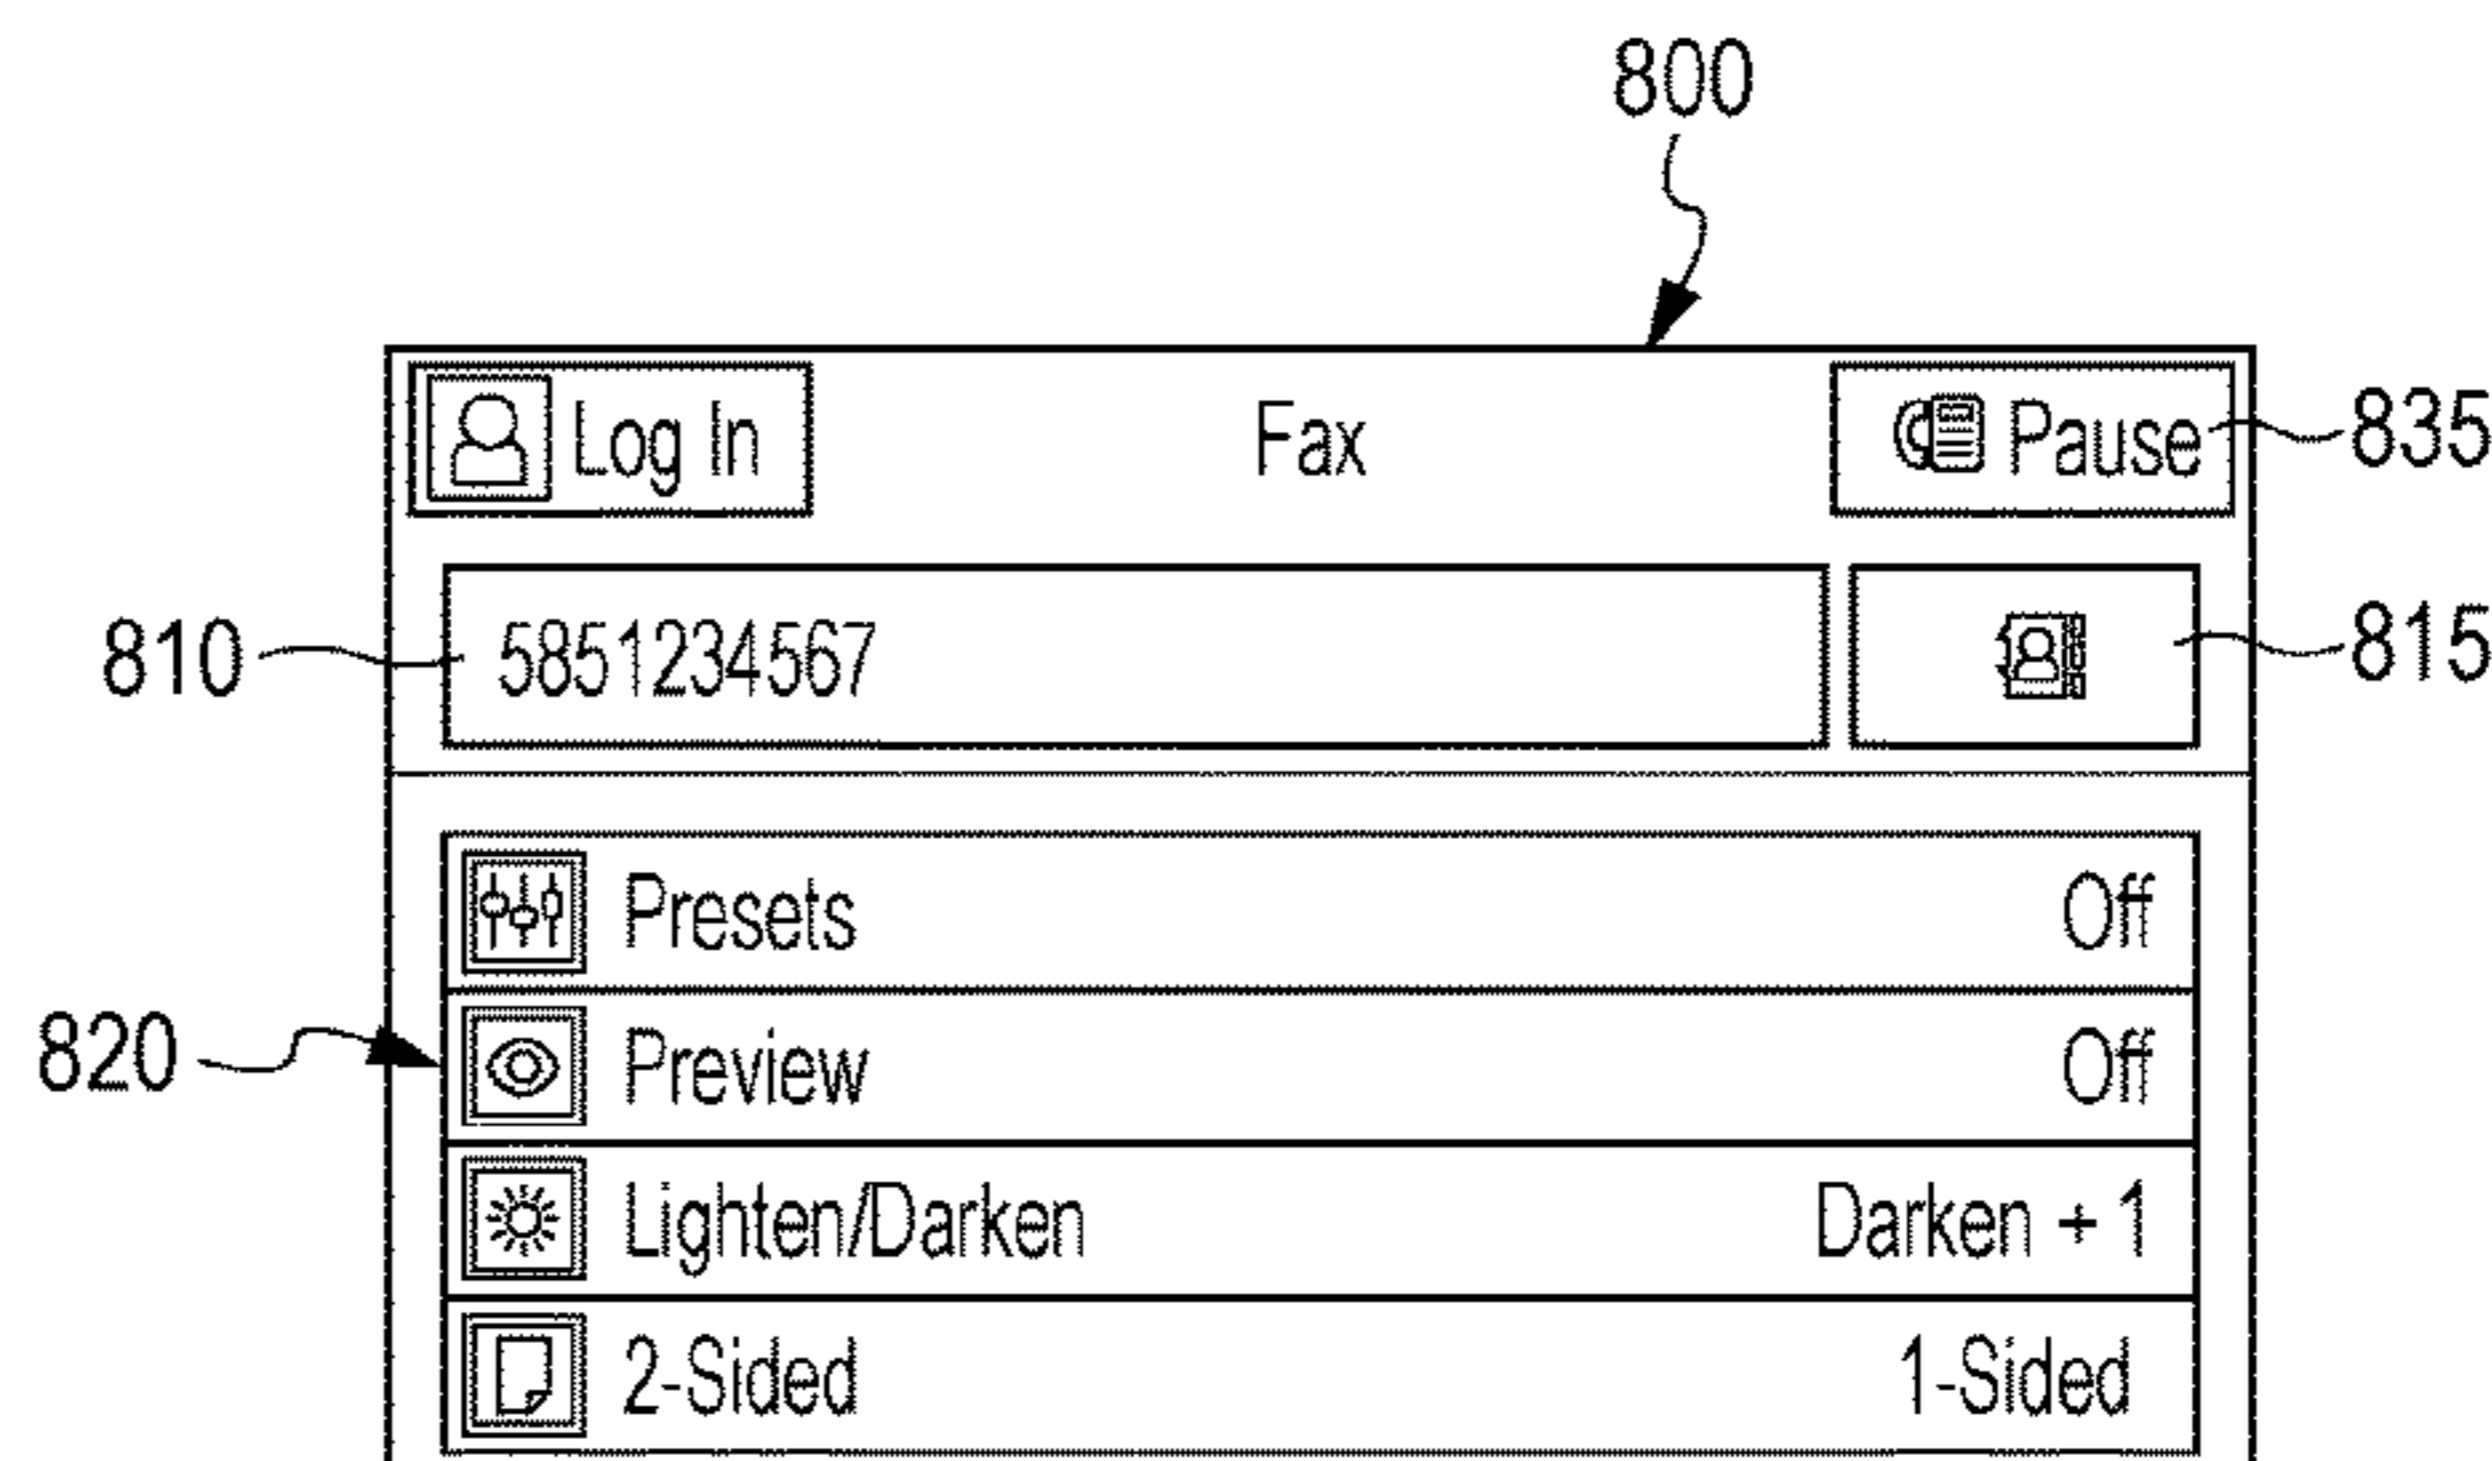 800
Log In Fax Pause 835
810 5851234567 815
Presets Off
820 Preview Off
Lighten/Darken Darken + 1
2-Sided 1-Sided